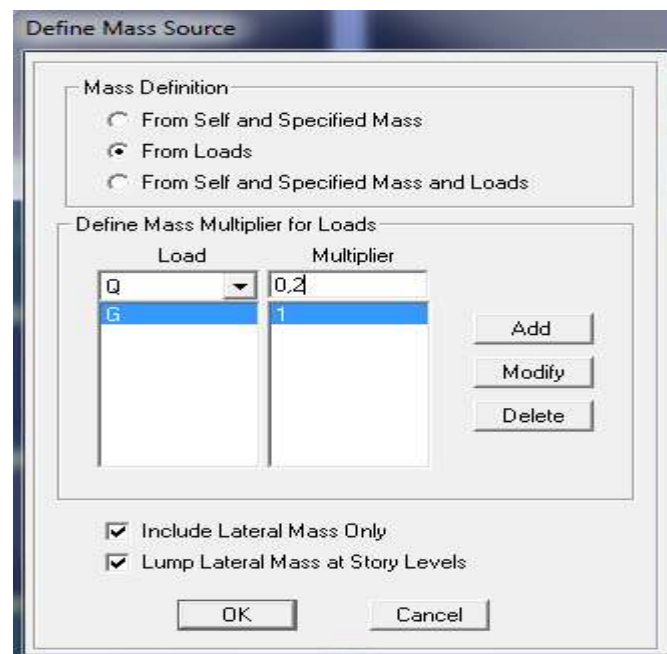 Define Mass Source
Mass Definition
From Self and Specified Mass
From Loads
From Self and Specified Mass and Loads
Define Mass Multiplier for Loads
Load Multiplier
Q 0,2
G 1
Add
Modify
Delete
Include Lateral Mass Only
Lump Lateral Mass at Story Levels
OK Cancel